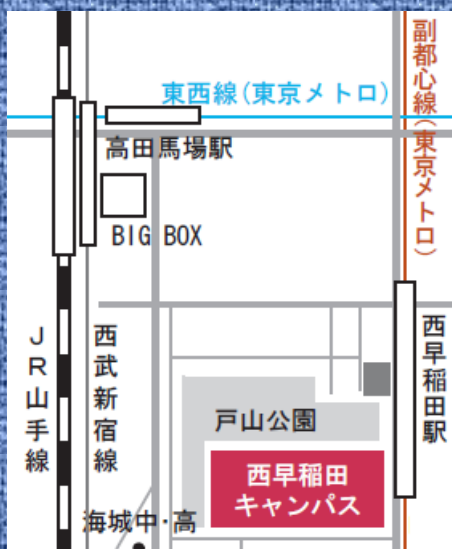 東西線(東京メトロ)
副都心線(東京メトロ)
高田馬場駅
BIG BOX
JR山手線
西武新宿線
西早稲田駅
戸山公園
西早稲田
キャンパス
海城中・高